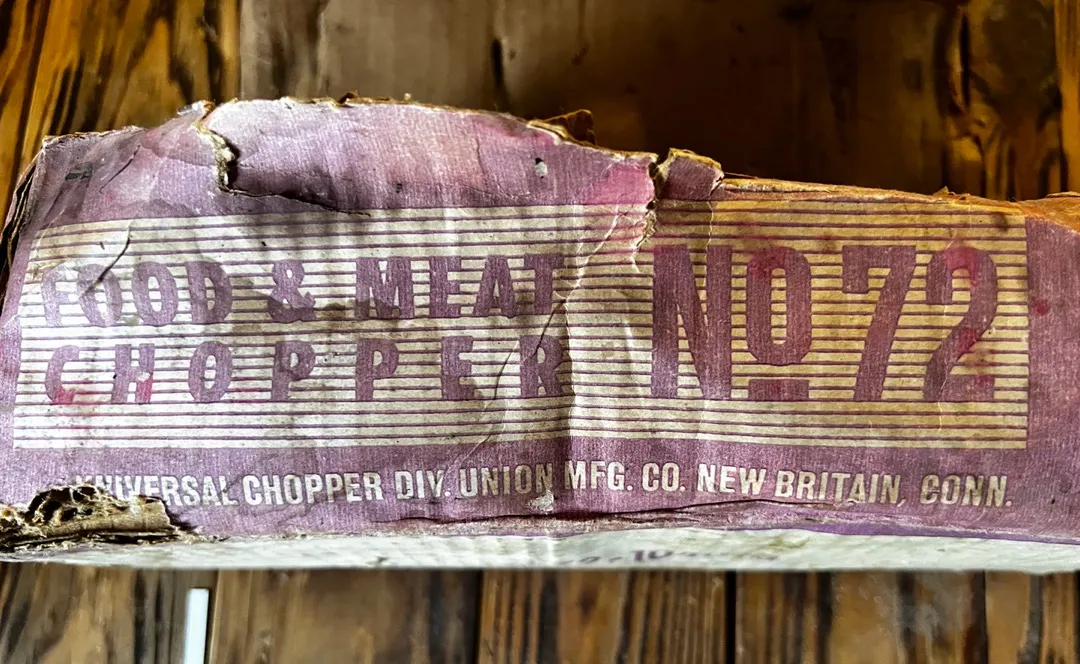 FOOD & MEAT
CHOPPER
No 72
UNIVERSAL CHOPPER DIV. UNION MFG. CO. NEW BRITAIN, CONN.